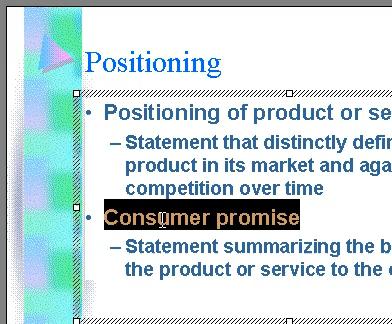 Positioning
• Positioning of product or se
– Statement that distinctly defin
product in its market and aga
competition over time
• Consumer promise
– Statement summarizing the b
the product or service to the